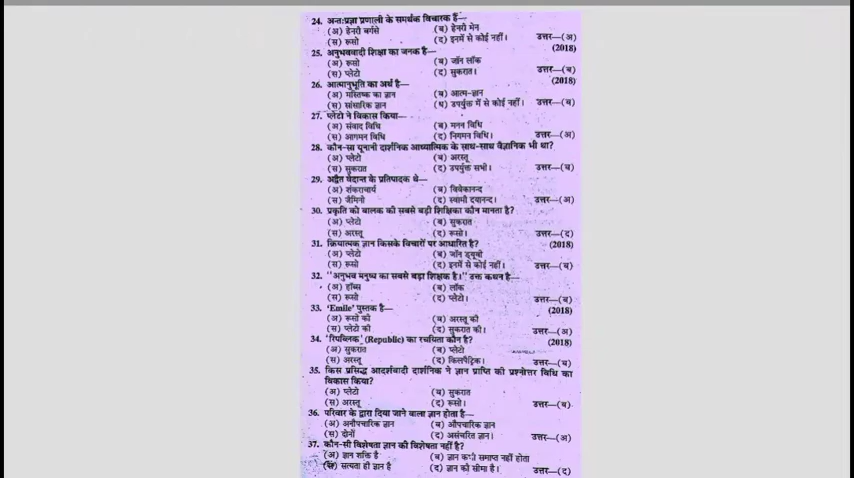 24. अन्तःप्रज्ञा प्रणाली के समर्थक विचारक हैं—
(अ) हेनरी बर्गसे (ब) हेनरी मेन
(स) रूसो (द) इनमें से कोई नहीं। उत्तर—(अ)
25. अनुभववादी शिक्षा का जनक है— (2018)
(अ) रूसो (ब) जॉन लॉक
(स) प्लेटो (द) सुकरात। उत्तर—(ब)
26. आत्मानुभूति का अर्थ है— (2018)
(अ) मस्तिष्क का ज्ञान (ब) आत्म-ज्ञान
(स) सांसारिक ज्ञान (ध) उपर्युक्त में से कोई नहीं। उत्तर—(ब)
27. प्लेटो ने विकास किया—
(अ) संवाद विधि (ब) मनन विधि
(स) आगमन विधि (द) निगमन विधि। उत्तर—(अ)
28. कौन-सा यूनानी दार्शनिक आध्यात्मिक के साथ-साथ वैज्ञानिक भी था?
(अ) प्लेटो (ब) अरस्तू
(स) सुकरात (द) उपर्युक्त सभी। उत्तर—(ब)
29. अद्वैत वेदान्त के प्रतिपादक थे—
(अ) शंकराचार्य (ब) विवेकानन्द
(स) जैमिनी (द) स्वामी दयानन्द। उत्तर—(अ)
30. प्रकृति को बालक की सबसे बड़ी शिक्षिका कौन मानता है?
(अ) प्लेटो (ब) सुकरात
(स) अरस्तू (द) रूसो। उत्तर—(द)
31. क्रियात्मक ज्ञान किसके विचारों पर आधारित है? (2018)
(अ) प्लेटो (ब) जॉन ड्यूवी
(स) रूसो (द) इनमें से कोई नहीं। उत्तर—(ब)
32. "अनुभव मनुष्य का सबसे बड़ा शिक्षक है।" उक्त कथन है—
(अ) हॉब्स (ब) लॉक
(स) रूसो (द) प्लेटो। उत्तर—(ब)
33. 'Emile' पुस्तक है— (2018)
(अ) रूसो की (ब) अरस्तू की
(स) प्लेटो की (द) सुकरात की। उत्तर—(अ)
34. 'रिपब्लिक' (Republic) का रचयिता कौन है? (2018)
(अ) सुकरात (ब) प्लेटो
(स) अरस्तू (द) किलपैट्रिक। उत्तर—(ब)
35. किस प्रसिद्ध आदर्शवादी दार्शनिक ने ज्ञान प्राप्ति की प्रश्नोत्तर विधि का
विकास किया?
(अ) प्लेटो (ब) सुकरात
(स) अरस्तू (द) रूसो। उत्तर—(ब)
36. परिवार के द्वारा दिया जाने वाला ज्ञान होता है—
(अ) अनौपचारिक ज्ञान (ब) औपचारिक ज्ञान
(स) दोनों (द) असंचरित ज्ञान। उत्तर—(अ)
37. कौन-सी विशेषता ज्ञान की विशेषता नहीं है?
(अ) ज्ञान शक्ति है (ब) ज्ञान कभी समाप्त नहीं होता
(स) सत्यता ही ज्ञान है (द) ज्ञान की सीमा है। उत्तर—(द)